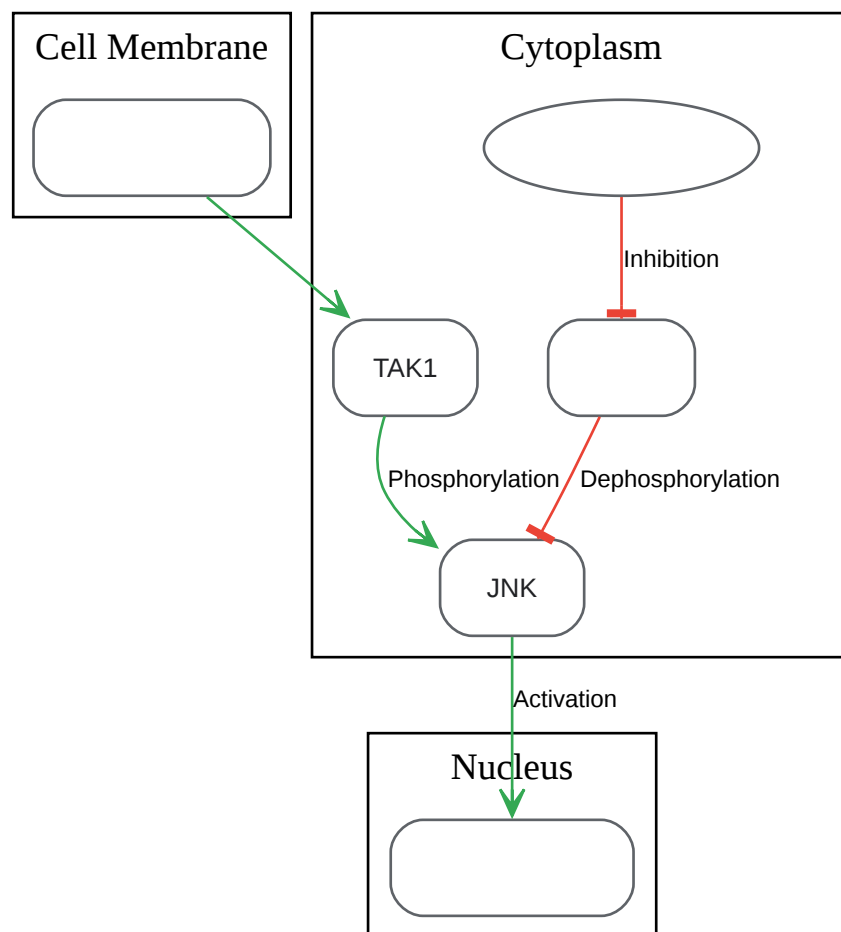 Cell Membrane
Cytoplasm
Inhibition
TAK1
Phosphorylation
Dephosphorylation
JNK
Activation
Nucleus